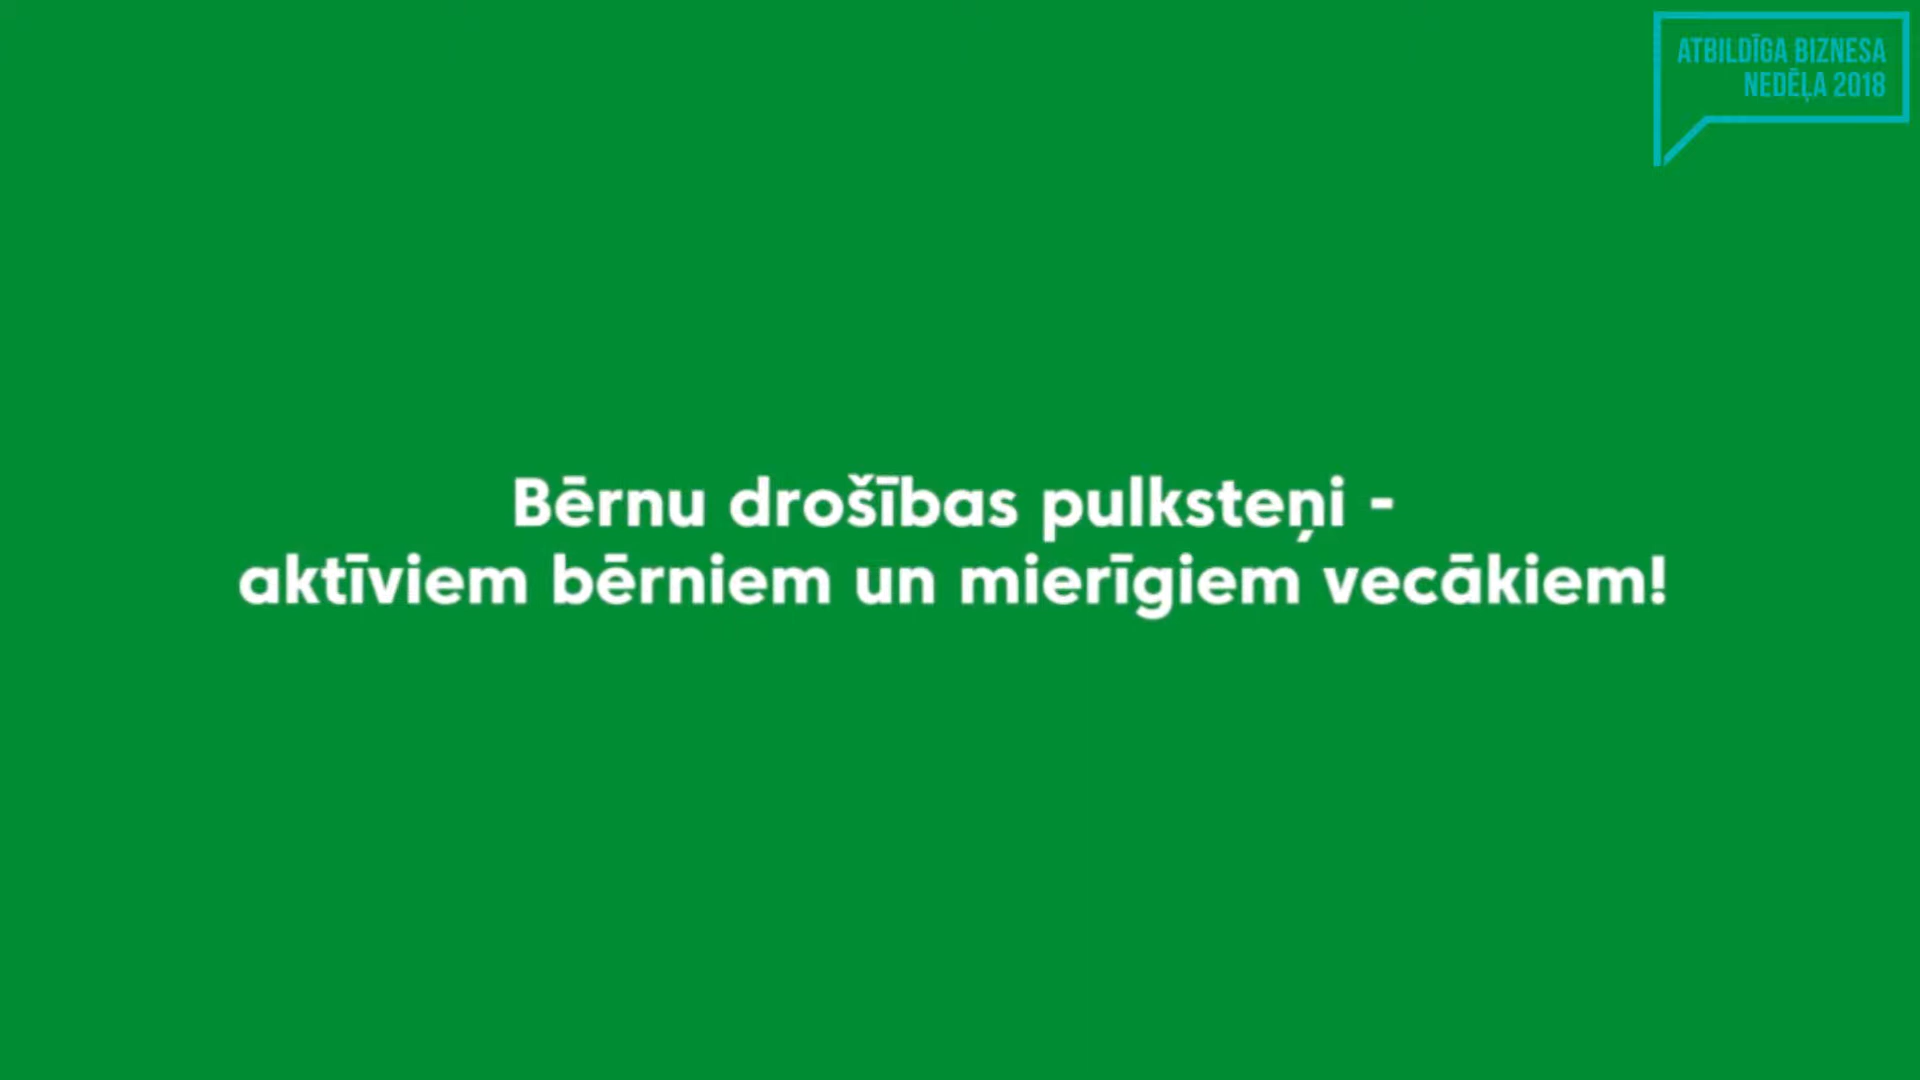 ATBILDĪGA BIZNESA
NEDĒĻA 2018
Bērnu drošības pulksteņi -
aktīviem bērniem un mierīgiem vecākiem!